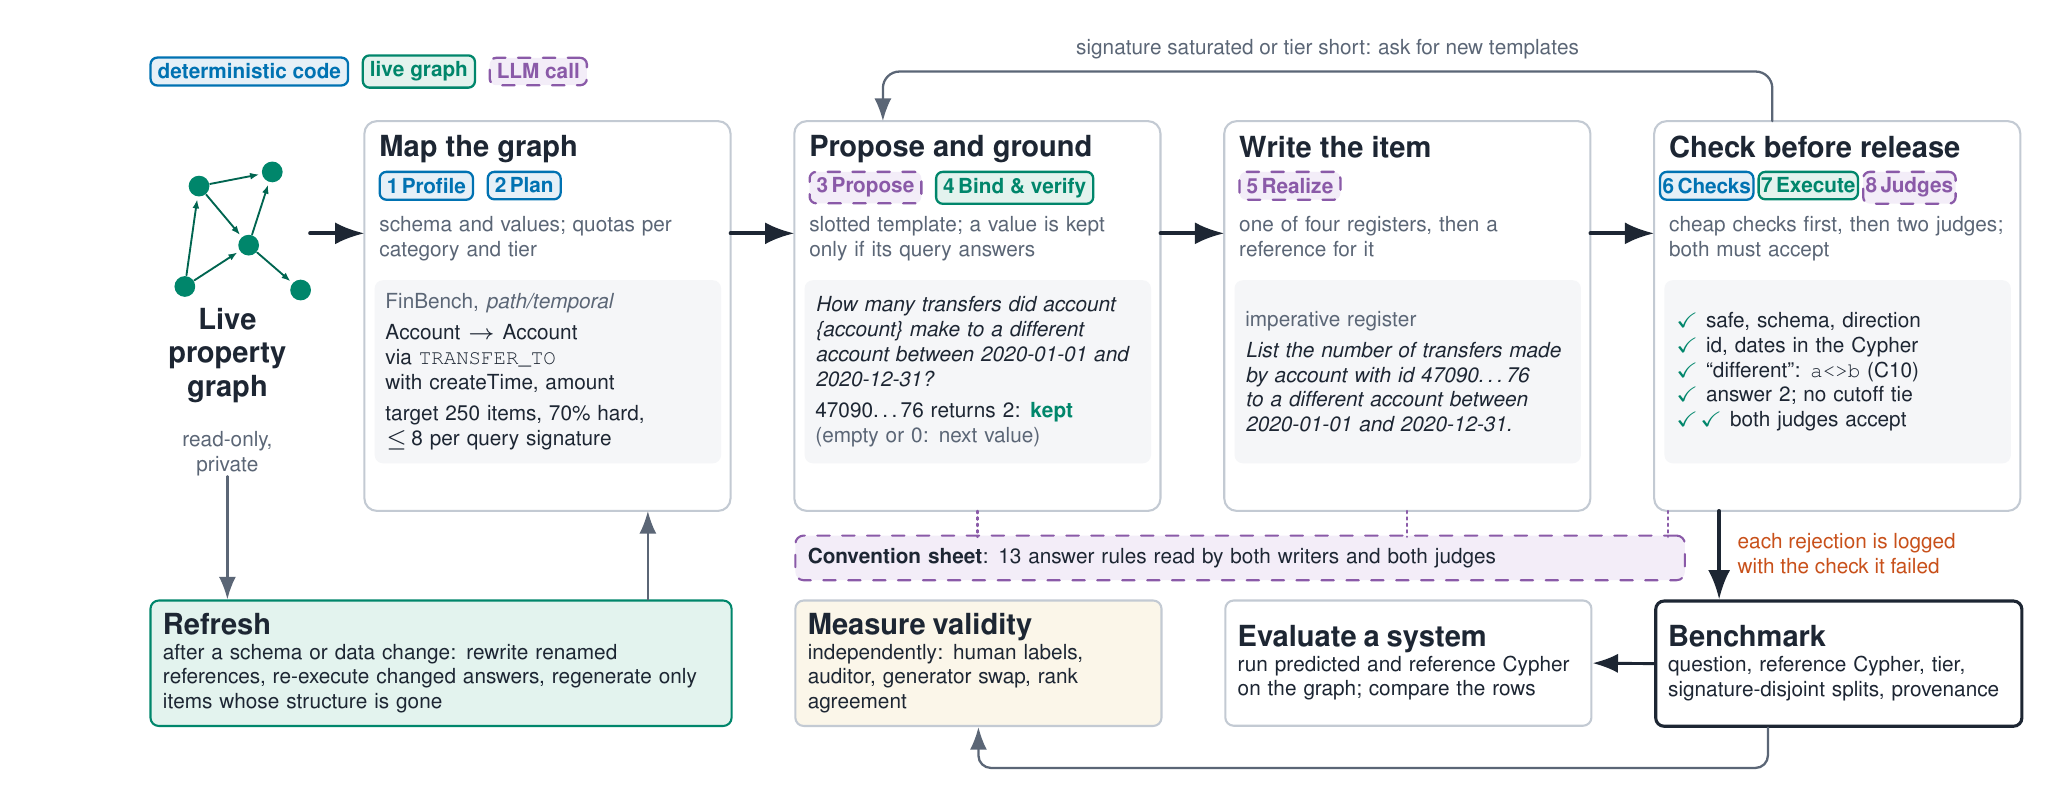 signature saturated or tier short: ask for new templates
deterministic code
live graph
LLM call
Live
property
graph
read-only,
private
Map the graph
1 Profile
2 Plan
schema and values; quotas per
category and tier
FinBench, path/temporal
Account → Account
via TRANSFER_TO
with createTime, amount
target 250 items, 70% hard,
≤ 8 per query signature
Propose and ground
3 Propose
4 Bind & verify
slotted template; a value is kept
only if its query answers
How many transfers did account
{account} make to a different
account between 2020-01-01 and
2020-12-31?
47090...76 returns 2: kept
(empty or 0: next value)
Write the item
5 Realize
one of four registers, then a
reference for it
imperative register
List the number of transfers made
by account with id 47090...76
to a different account between
2020-01-01 and 2020-12-31.
Check before release
6 Checks
7 Execute
8 Judges
cheap checks first, then two judges;
both must accept
✓ safe, schema, direction
✓ id, dates in the Cypher
✓ “different”: a<>b (C10)
✓ answer 2; no cutoff tie
✓ ✓ both judges accept
Convention sheet: 13 answer rules read by both writers and both judges
each rejection is logged
with the check it failed
Refresh
after a schema or data change: rewrite renamed
references, re-execute changed answers, regenerate only
items whose structure is gone
Measure validity
independently: human labels,
auditor, generator swap, rank
agreement
Evaluate a system
run predicted and reference Cypher
on the graph; compare the rows
Benchmark
question, reference Cypher, tier,
signature-disjoint splits, provenance